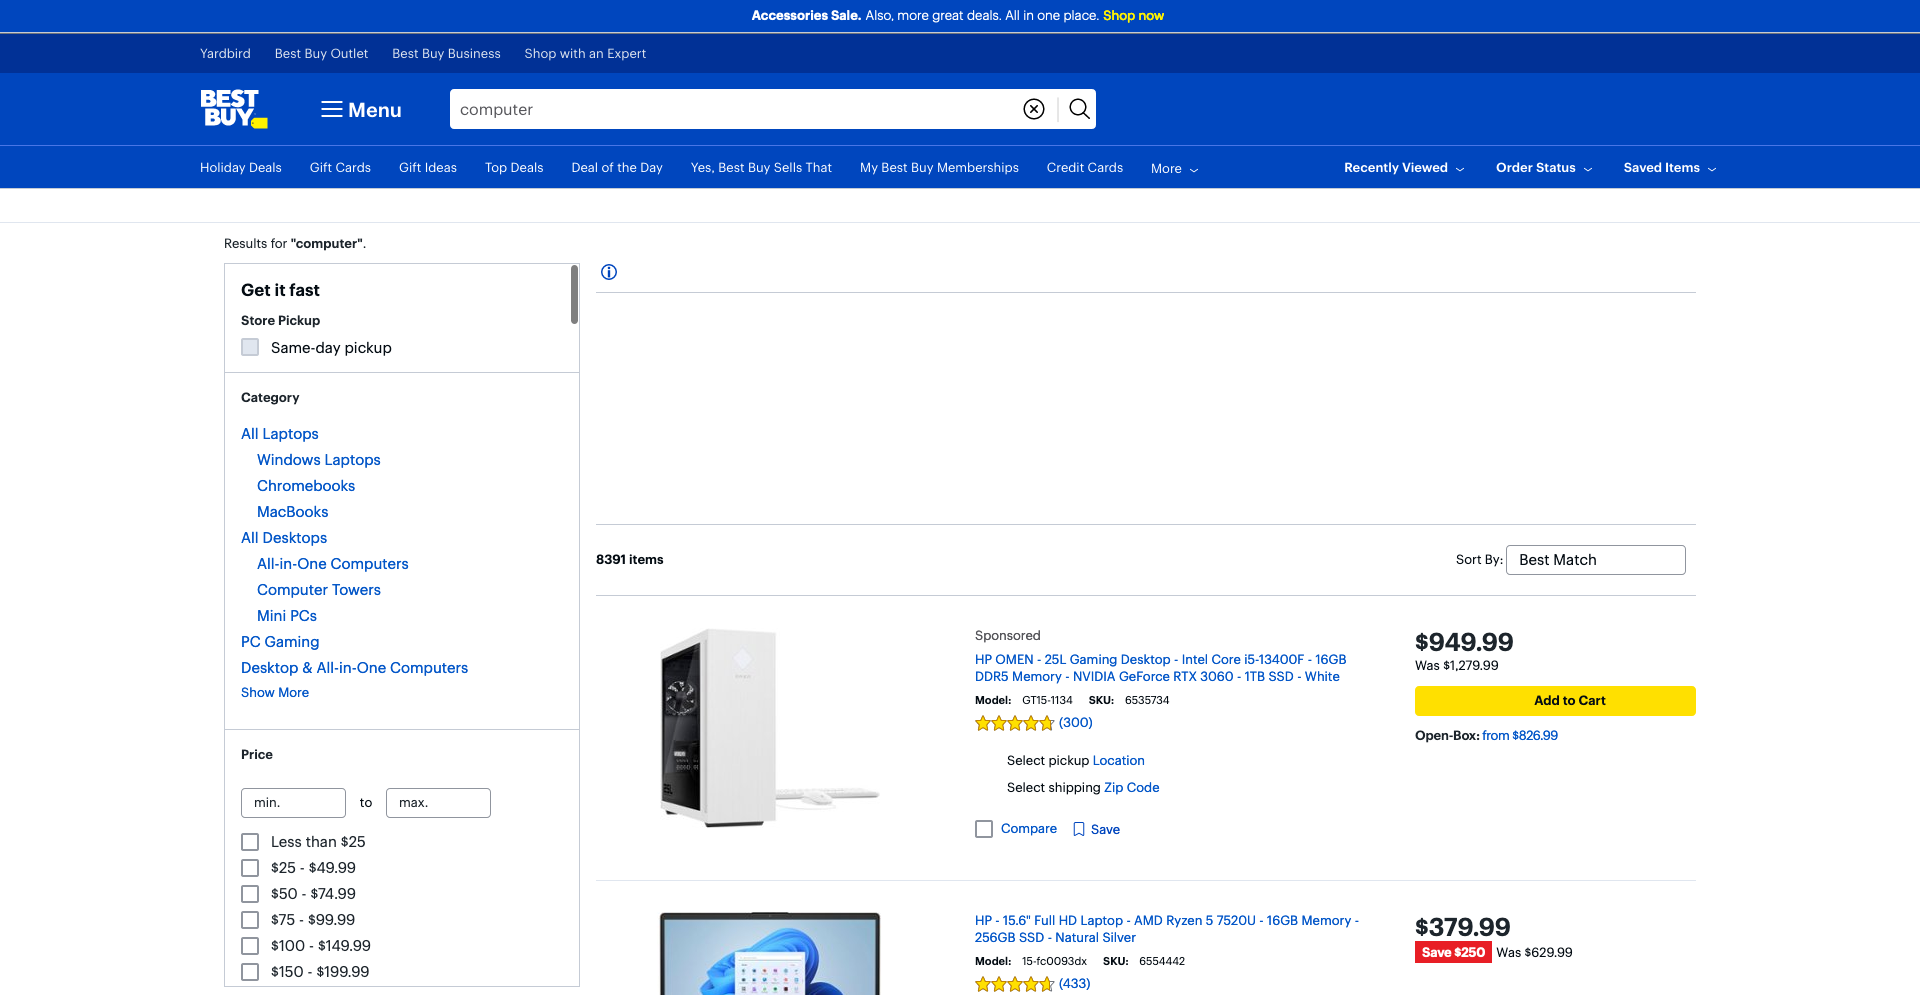 Accessories Sale. Also, more great deals. All in one place. Shop now
Yardbird Best Buy Outlet Best Buy Business Shop with an Expert
BEST BUY
Menu
computer
Holiday Deals Gift Cards Gift Ideas Top Deals Deal of the Day Yes, Best Buy Sells That My Best Buy Memberships Credit Cards More Recently Viewed Order Status Saved Items
Results for "computer".
Get it fast
Store Pickup
Same-day pickup
Category
All Laptops
Windows Laptops
Chromebooks
MacBooks
All Desktops
All-in-One Computers
Computer Towers
Mini PCs
PC Gaming
Desktop & All-in-One Computers
Show More
Price
min. to max.
Less than $25
$25 - $49.99
$50 - $74.99
$75 - $99.99
$100 - $149.99
$150 - $199.99
8391 items
Sort By: Best Match
Sponsored
HP OMEN - 25L Gaming Desktop - Intel Core i5-13400F - 16GB
DDR5 Memory - NVIDIA GeForce RTX 3060 - 1TB SSD - White
Model: GT15-1134 SKU: 6535734
(300)
Select pickup Location
Select shipping Zip Code
Compare Save
$949.99
Was $1,279.99
Add to Cart
Open-Box: from $826.99
25L
HP - 15.6" Full HD Laptop - AMD Ryzen 5 7520U - 16GB Memory -
256GB SSD - Natural Silver
Model: 15-fc0093dx SKU: 6554442
(433)
$379.99
Save $250 Was $629.99